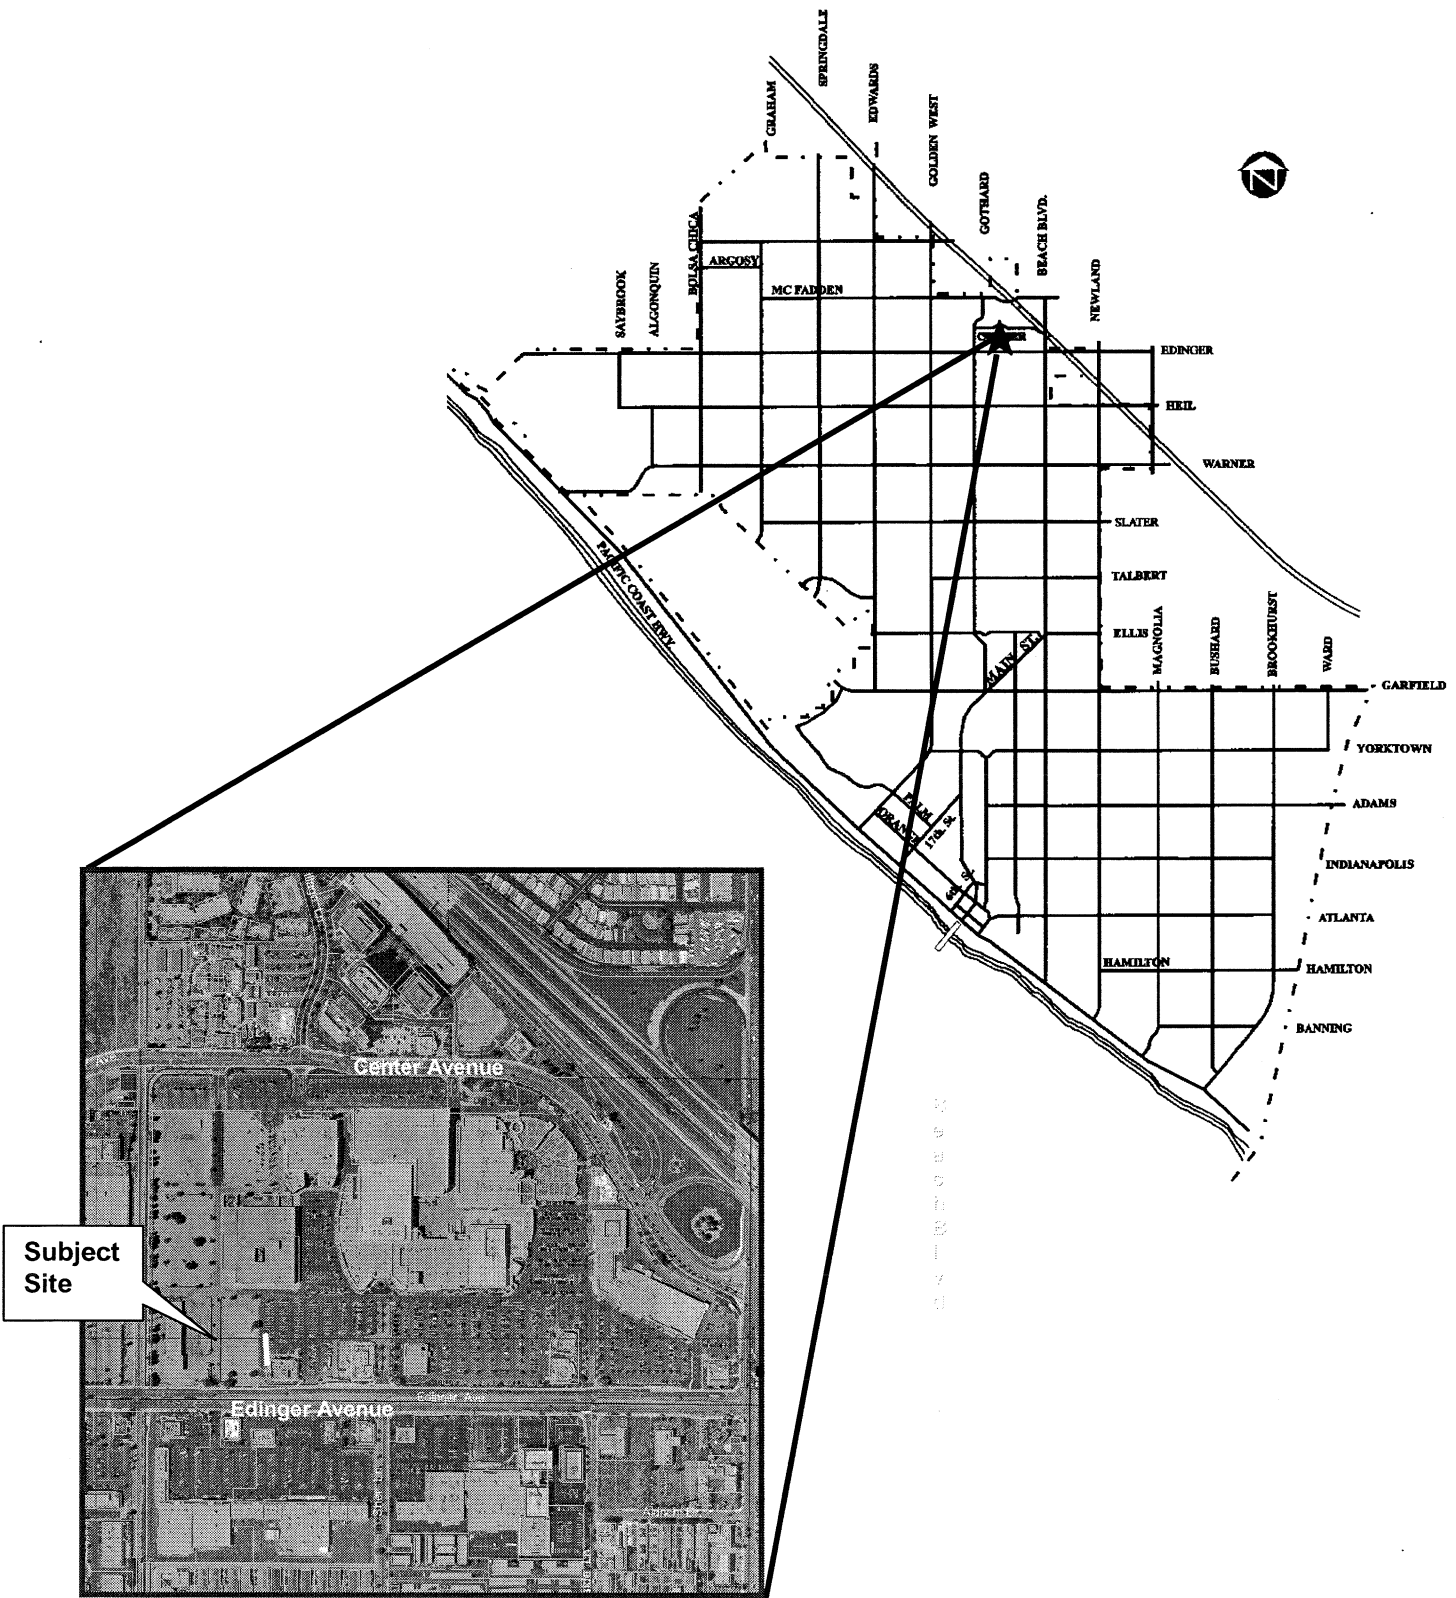 SPRINGDALE
GRAHAM
EDWARDS
GOLDEN WEST
GOTHARD
BEACH BLVD.
NEWLAND
BOLSA CHICA
ALGONQUIN
SAYBROOK
N
ARGOSY
MC FADDEN
EDINGER
HEIL
WARNER
SLATER
TALBERT
ELLIS
MAGNOLIA
BUSHARD
BROOKHURST
WARD
GARFIELD
PACIFIC COAST HWY
MAIN ST.
YORKTOWN
PALM
ORANGE
17th. St.
ADAMS
INDIANAPOLIS
ATLANTA
HAMILTON
HAMILTON
BANNING
Center Avenue
Subject
Site
Edinger Ave
Edinger Avenue